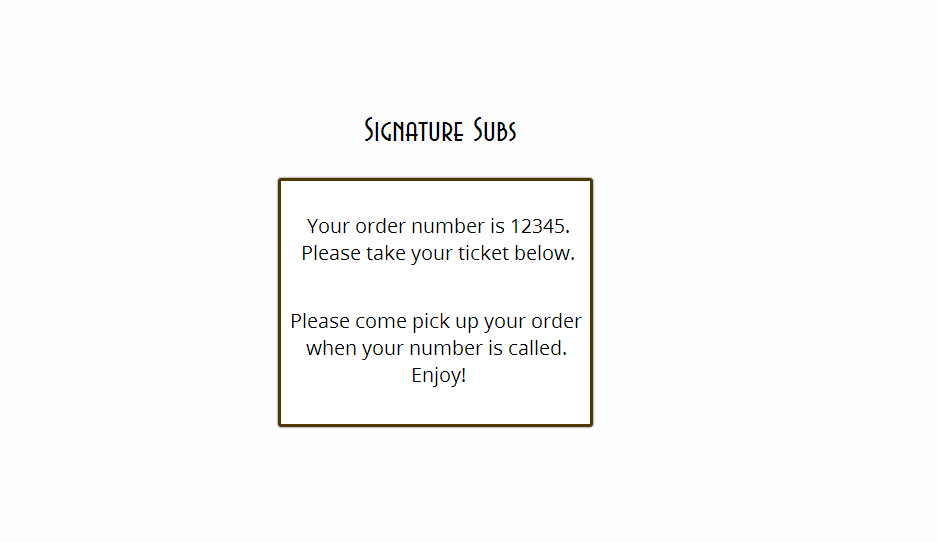 Signature Subs
Your order number is 12345.
Please take your ticket below.
Please come pick up your order
when your number is called.
Enjoy!